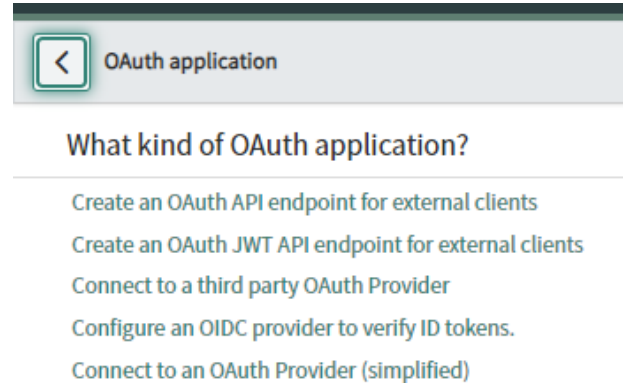 OAuth application
What kind of OAuth application?
Create an OAuth API endpoint for external clients
Create an OAuth JWT API endpoint for external clients
Connect to a third party OAuth Provider
Configure an OIDC provider to verify ID tokens.
Connect to an OAuth Provider (simplified)